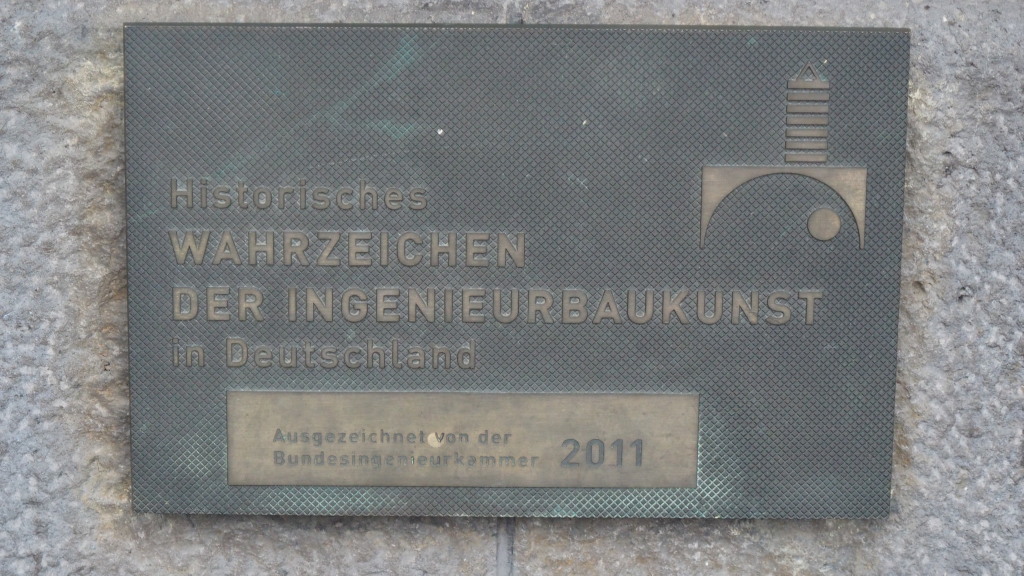 Historisches
WAHRZEICHEN
DER INGENIEURBAUKUNST
in Deutschland
Ausgezeichnet von der
Bundesingenieurkammer 2011